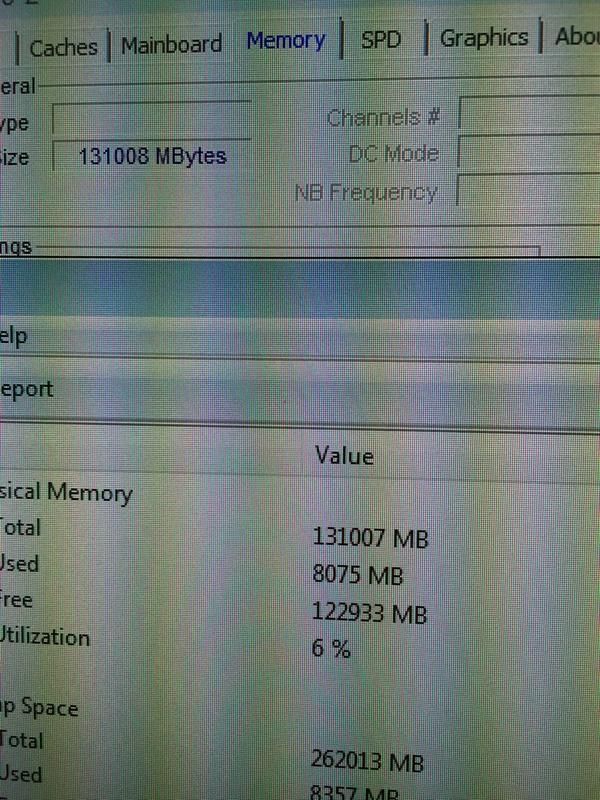 Caches Mainboard Memory SPD Graphics Abou
eral
ype Channels #
ize 131008 MBytes DC Mode
NB Frequency
ngs
elp
eport
Value
sical Memory
Total 131007 MB
Used 8075 MB
Free 122933 MB
Utilization 6 %
ap Space
Total 262013 MB
Used 8357 MB